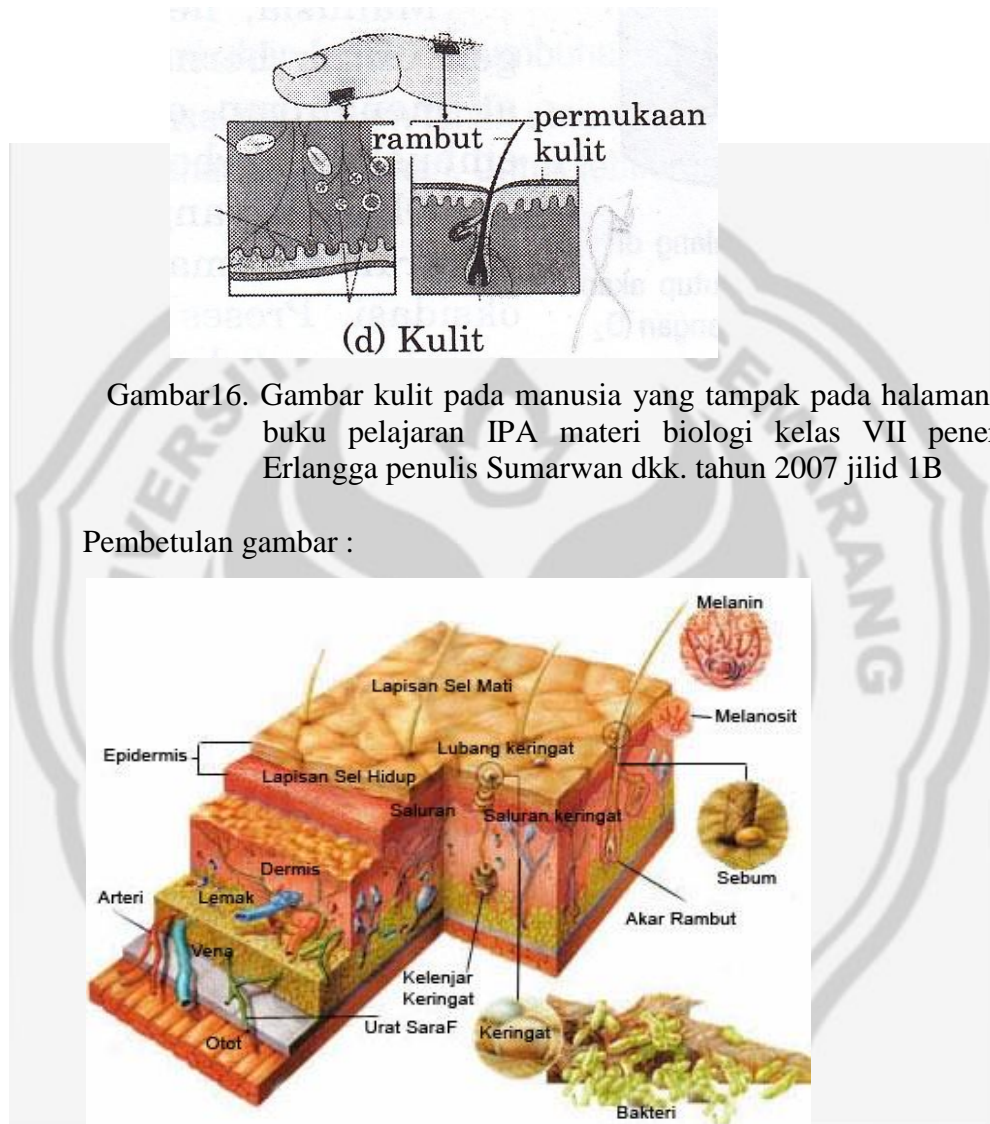 rambut
permukaan
kulit
(d) Kulit
Gambar16. Gambar kulit pada manusia yang tampak pada halaman
buku pelajaran IPA materi biologi kelas VII
Erlangga penulis Sumarwan dkk. tahun 2007 jilid 1B
Pembetulan gambar :
Melanin
Lapisan Sel Mati
Melanosit
Epidermis
Lubang keringat
Lapisan Sel Hidup
Saluran
Saluran keringat
Dermis
Sebum
Arteri
Lemak
Akar Rambut
Vena
Kelenjar
Keringat
Urat SaraF
Keringat
Otot
Bakteri